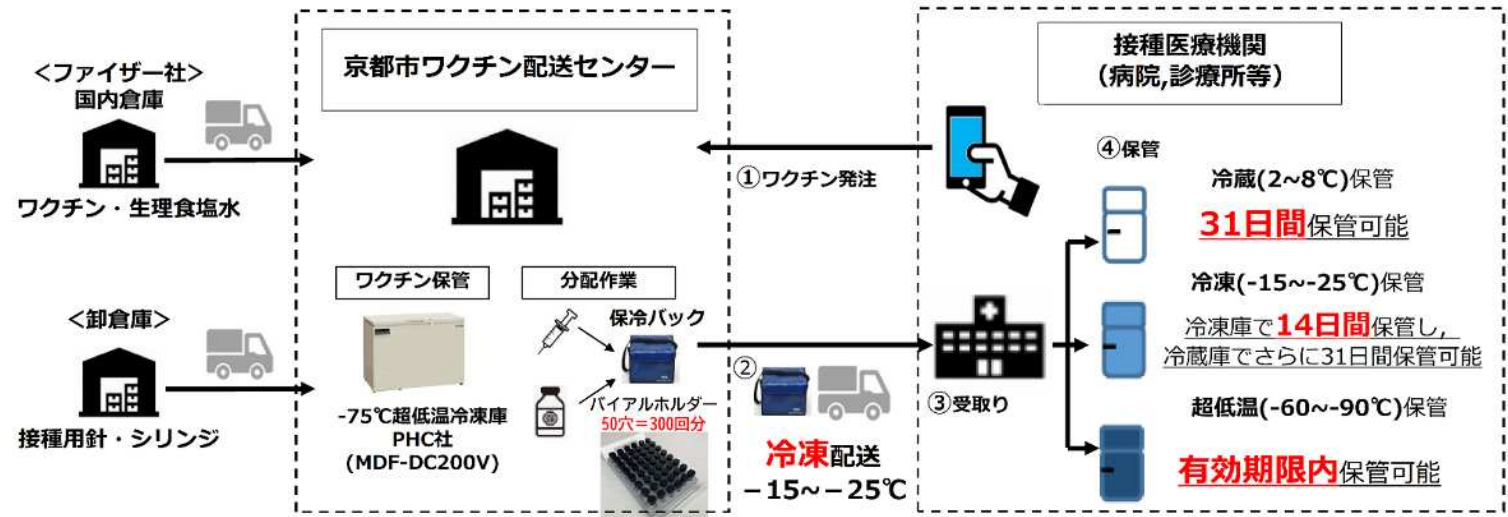 ＜ファイザー社＞
国内倉庫
ワクチン・生理食塩水
＜卸倉庫＞
接種用針・シリンジ
京都市ワクチン配送センター
ワクチン保管
-75℃超低温冷凍庫
PHC社
(MDF-DC200V)
分配作業
保冷バック
バイアルホルダー
50穴＝300回分
①ワクチン発注
②
冷凍配送
－15~－25℃
接種医療機関
（病院,診療所等）
③受取り
④保管
冷蔵(2~8℃)保管
31日間保管可能
冷凍(-15~-25℃)保管
冷凍庫で14日間保管し,
冷蔵庫でさらに31日間保管可能
超低温(-60~-90℃)保管
有効期限内保管可能